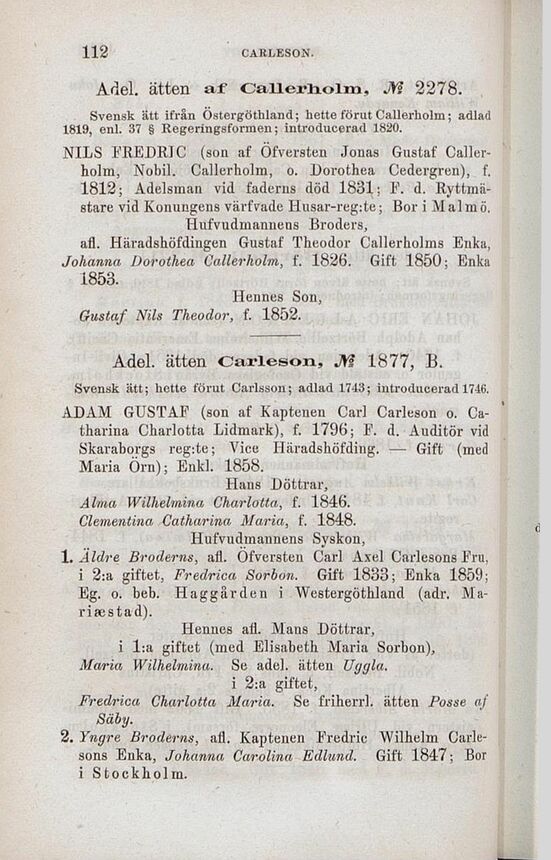 112 CARLESON.
Adel. ätten af Callerholm, № 2278.
Svensk ätt ifrån Östergöthland; hette förut Callerholm; adlad
1819, enl. 37 § Regeringsformen; introducerad 1820.
NILS FREDRIC (son af Öfversten Jonas Gustaf Caller-
holm, Nobil. Callerholm, o. Dorothea Cedergren), f.
1812; Adelsman vid faderns död 1831; F. d. Ryttmä-
stare vid Konungens värfvade Husar-reg:te; Bor i Malmö.
Hufvudmannens Broders,
afl. Häradshöfdingen Gustaf Theodor Callerholms Enka,
Johanna Dorothea Callerholm, f. 1826. Gift 1850; Enka
1853.
Hennes Son,
Gustaf Nils Theodor, f. 1852.
Adel. ätten Carleson, № 1877, B.
Svensk ätt; hette förut Carlsson; adlad 1743; introducerad 1746.
ADAM GUSTAF (son af Kaptenen Carl Carleson o. Ca-
tharina Charlotta Lidmark), f. 1796; F. d. Auditör vid
Skaraborgs reg:te; Vice Häradshöfding. — Gift (med
Maria Örn); Enkl. 1858.
Hans Döttrar,
Alma Wilhelmina Charlotta, f. 1846.
Clementina Catharina Maria, f. 1848.
Hufvudmannens Syskon,
1. Äldre Broderns, afl. Öfversten Carl Axel Carlesons Fru,
i 2:a giftet, Fredrica Sorbon. Gift 1833; Enka 1859;
Eg. o. beb. Haggården i Westergöthland (adr. Ma-
riæstad).
Hennes afl. Mans Döttrar,
i 1:a giftet (med Elisabeth Maria Sorbon),
Maria Wilhelmina. Se adel. ätten Uggla.
i 2:a giftet,
Fredrica Charlotta Maria. Se friherrl. ätten Posse af
Säby.
2. Yngre Broderns, afl. Kaptenen Fredric Wilhelm Carle-
sons Enka, Johanna Carolina Edlund. Gift 1847; Bor
i Stockholm.